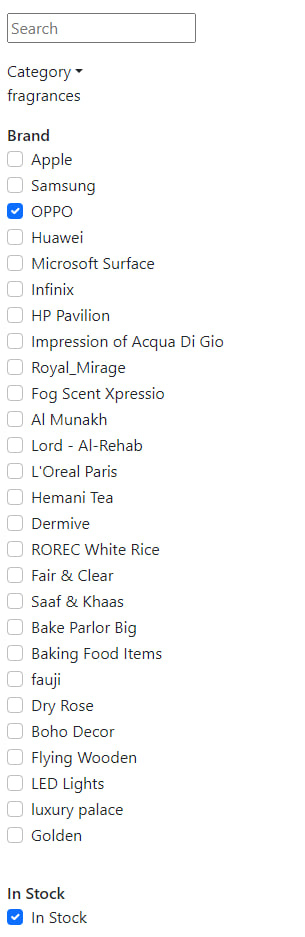 Search
Category
fragrances
Brand
Apple
Samsung
OPPO
Huawei
Microsoft Surface
Infinix
HP Pavilion
Impression of Acqua Di Gio
Royal_Mirage
Fog Scent Xpressio
Al Munakh
Lord - Al-Rehab
L'Oreal Paris
Hemani Tea
Dermive
ROREC White Rice
Fair & Clear
Saaf & Khaas
Bake Parlor Big
Baking Food Items
fauji
Dry Rose
Boho Decor
Flying Wooden
LED Lights
luxury palace
Golden
In Stock
In Stock